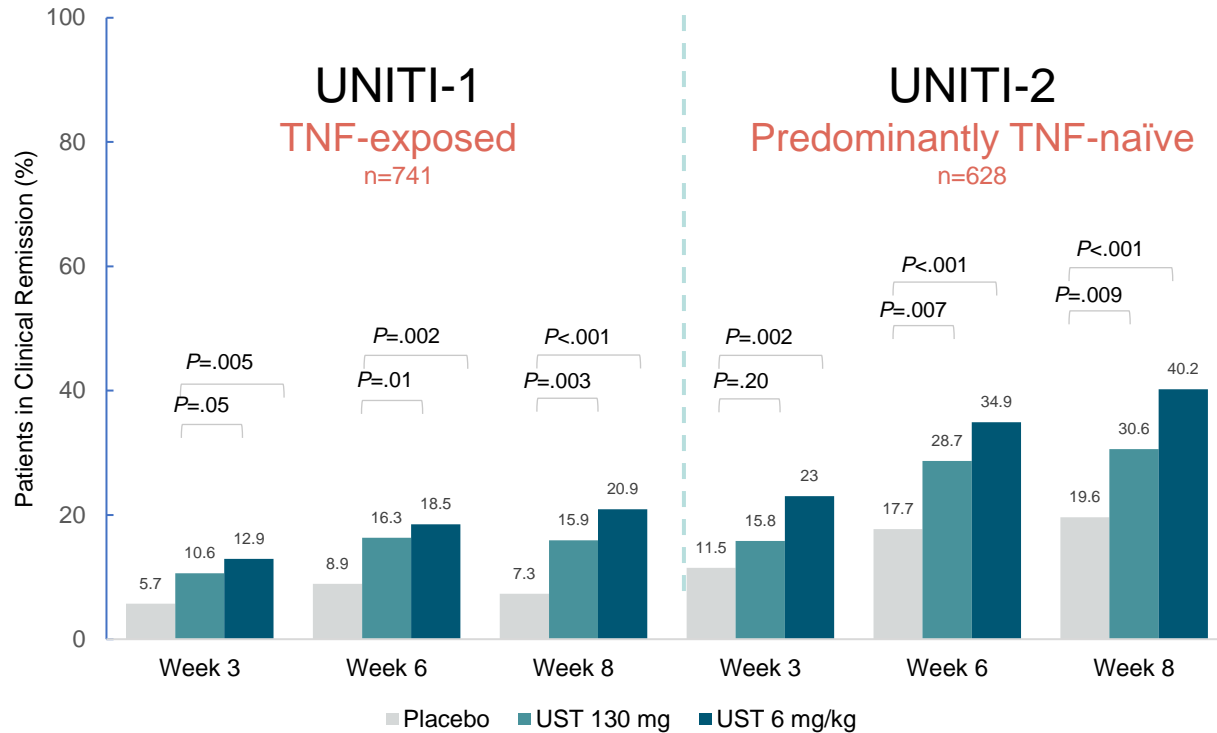 100
80
60
40
20
0
Patients in Clinical Remission (%)
UNITI-1
TNF-exposed
n=741
UNITI-2
Predominantly TNF-naïve
n=628
P=.005
P=.05
5.7
10.6
12.9
Week 3
P=.002
P=.01
8.9
16.3
18.5
Week 6
P<.001
P=.003
7.3
15.9
20.9
Week 8
P=.002
P=.20
11.5
15.8
23
Week 3
P<.001
P=.007
17.7
28.7
34.9
Week 6
P<.001
P=.009
19.6
30.6
40.2
Week 8
Placebo UST 130 mg UST 6 mg/kg